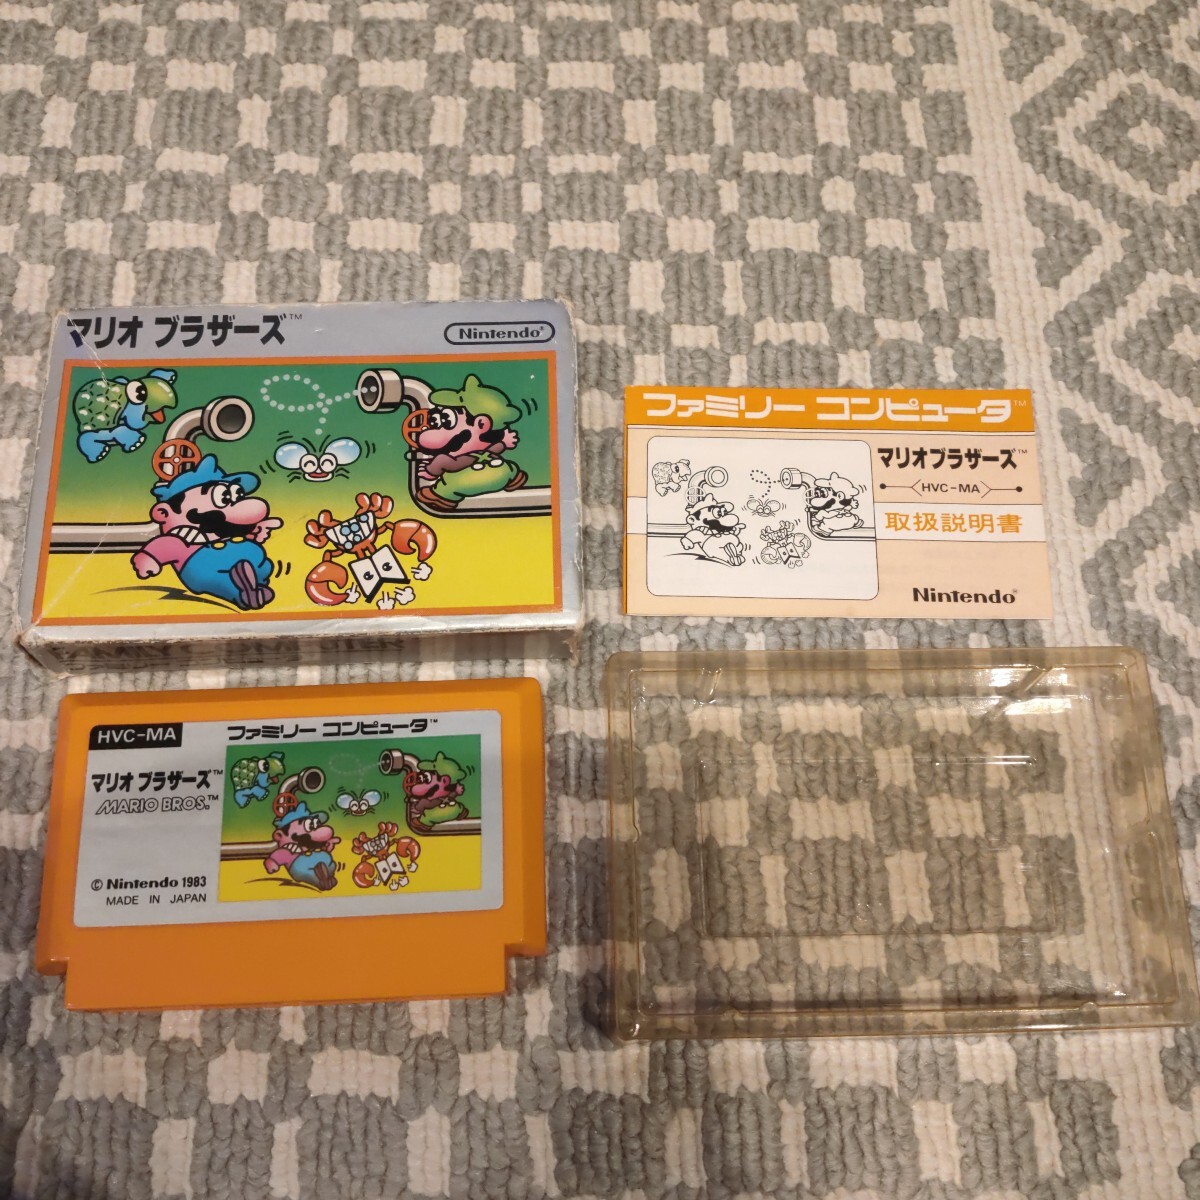 マリオ ブラザーズ™
Nintendo®
ファミリー コンピュータ™
マリオブラザーズ™
HVC-MA
取扱説明書
Nintendo®
HVC-MA
ファミリー コンピュータ™
マリオ ブラザーズ™
MARIO BROS.™
© Nintendo 1983
MADE IN JAPAN